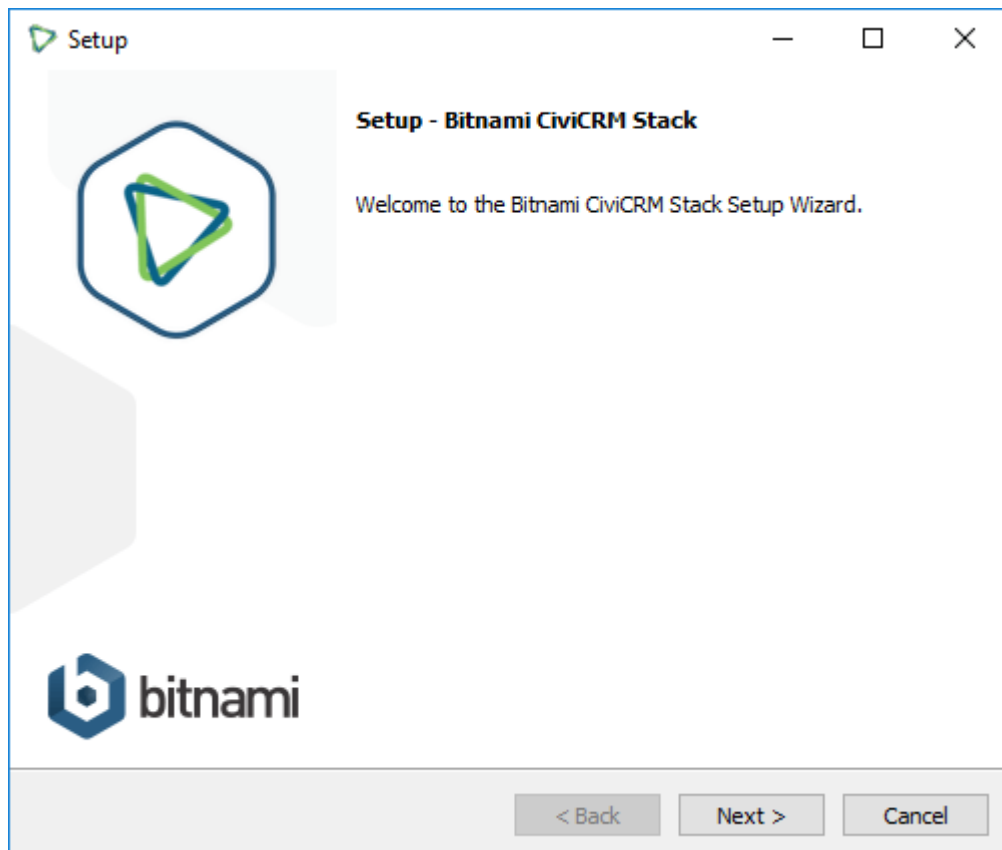 Setup
Setup - Bitnami CiviCRM Stack
Welcome to the Bitnami CiviCRM Stack Setup Wizard.
bitnami
< Back Next > Cancel